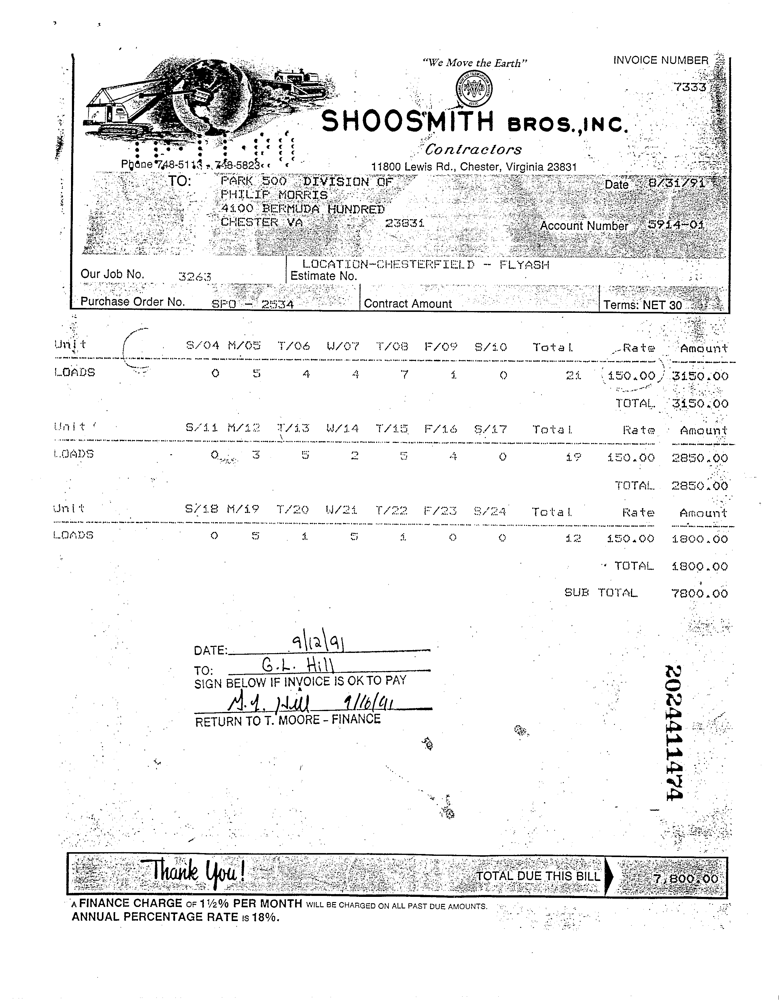 "We Move the Earth"
INVOICE NUMBER
7333
SHOOSMITH BROS.,INC.
Contractors
Phone 748-5113 - 748-5823
11800 Lewis Rd., Chester, Virginia 23831
TO: PARK 500 DIVISION OF
Date 8/31/91
PHILIP MORRIS
4100 BERMUDA HUNDRED
CHESTER VA 23831
Account Number 5914-01
LOCATION-CHESTERFIELD - FLYASH
Our Job No. 3263 Estimate No.
Purchase Order No. SPO - 2534 Contract Amount Terms: NET 30
Unit S/04 M/05 T/06 W/07 T/08 F/09 S/10 Total Rate Amount
LOADS 0 5 4 4 7 1 0 21 150.00 3150.00
TOTAL 3150.00
Unit S/11 M/12 T/13 W/14 T/15 F/16 S/17 Total Rate Amount
LOADS 0 3 5 2 5 4 0 19 150.00 2850.00
TOTAL 2850.00
Unit S/18 M/19 T/20 W/21 T/22 F/23 S/24 Total Rate Amount
LOADS 0 5 1 5 1 0 0 12 150.00 1800.00
TOTAL 1800.00
SUB TOTAL 7800.00
DATE: 9/12/91
TO: G.L. Hill
SIGN BELOW IF INVOICE IS OK TO PAY
Hill 9/16/91
RETURN TO T. MOORE - FINANCE
2024411474
Thank You! TOTAL DUE THIS BILL 7,800.00
A FINANCE CHARGE OF 1½% PER MONTH WILL BE CHARGED ON ALL PAST DUE AMOUNTS.
ANNUAL PERCENTAGE RATE IS 18%.